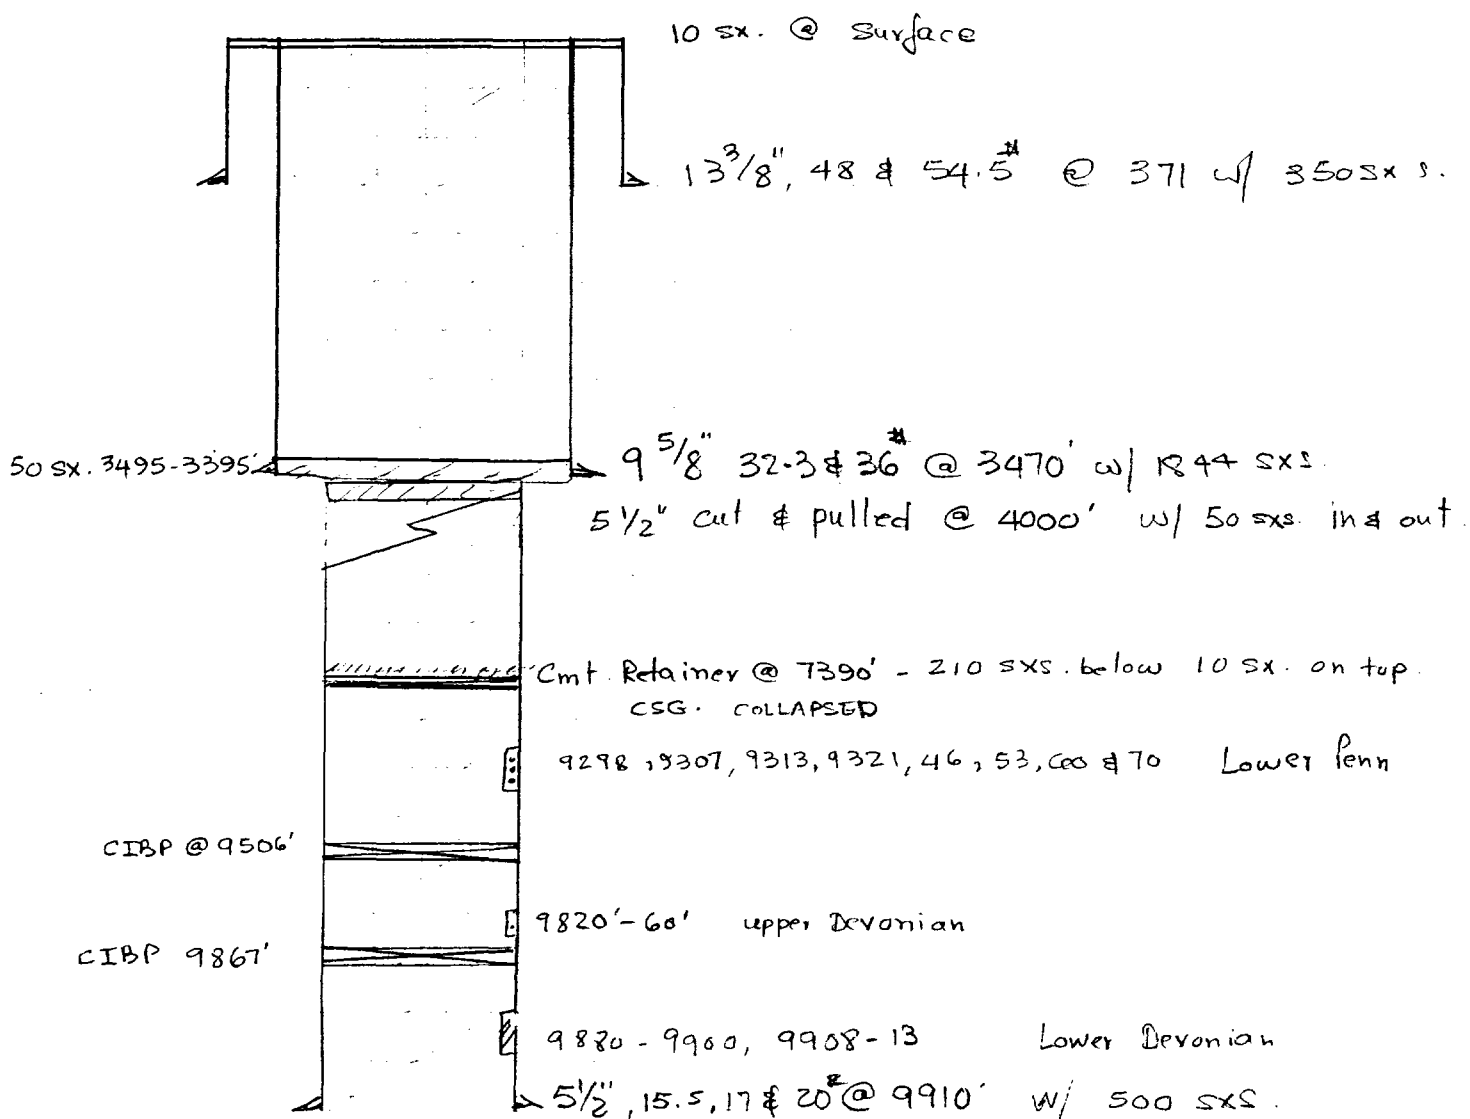 10 sx. @ Surface
13 3/8", 48 & 54.5# @ 371 w/ 350 sxs.
50 sx. 3495-3395'
9 5/8" 32.3 & 36# @ 3470' w/ 1844 sxs.
5 1/2" cut & pulled @ 4000' w/ 50 sxs. in & out.
Cmt. Retainer @ 7390' - 210 sxs. below 10 sx. on top.
CSG. COLLAPSED
9298, 9307, 9313, 9321, 46, 53, 60 & 70 Lower Penn
CIBP @ 9506'
9820'-60' upper Devonian
CIBP 9867'
9880 - 9900, 9908-13 Lower Devonian
5 1/2", 15.5, 17 & 20# @ 9910' w/ 500 sxs.